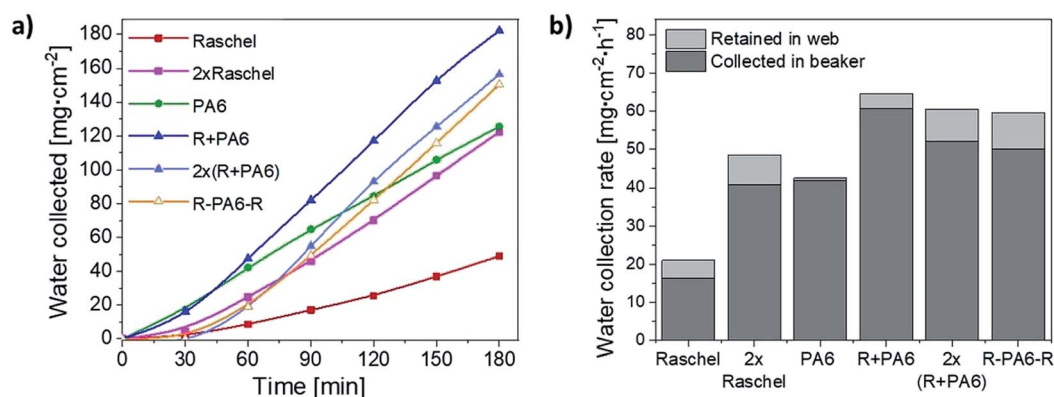 a)
Water collected [mg·cm-2]
180
160
140
120
100
80
60
40
20
0
Raschel
2xRaschel
PA6
R+PA6
2x(R+PA6)
R-PA6-R
0 30 60 90 120 150 180
Time [min]
b)
Water collection rate [mg·cm-2·h-1]
80
70
60
50
40
30
20
10
0
Retained in web
Collected in beaker
Raschel 2x PA6 R+PA6 2x R-PA6-R
Raschel (R+PA6)